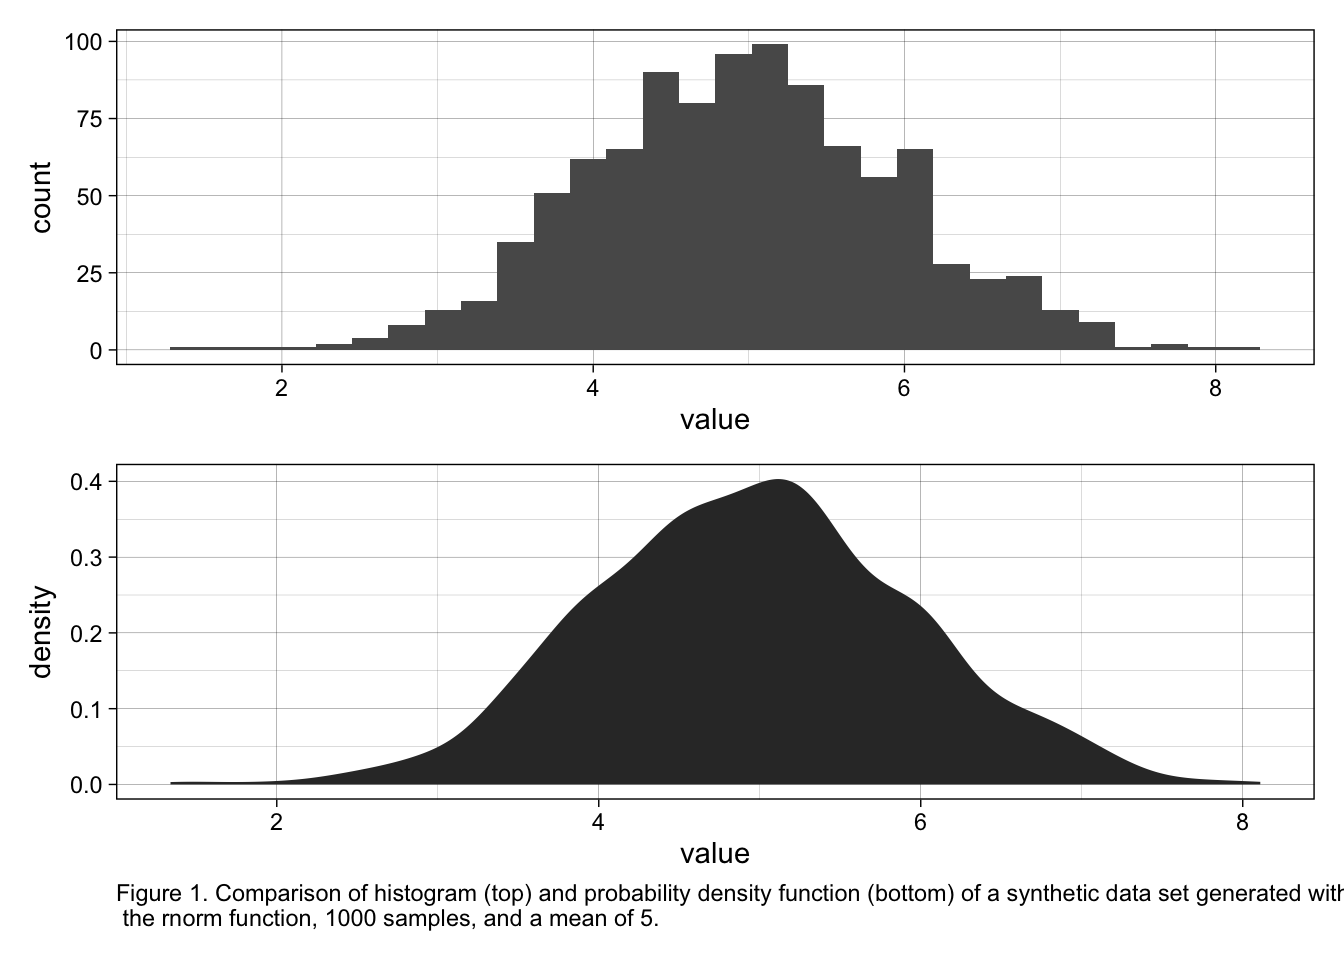 100
75
50
25
0
count
2 4 6 8
value
0.4
0.3
0.2
0.1
0.0
density
2 4 6 8
value
Figure 1. Comparison of histogram (top) and probability density function (bottom) of a synthetic data set generated with
the rnorm function, 1000 samples, and a mean of 5.